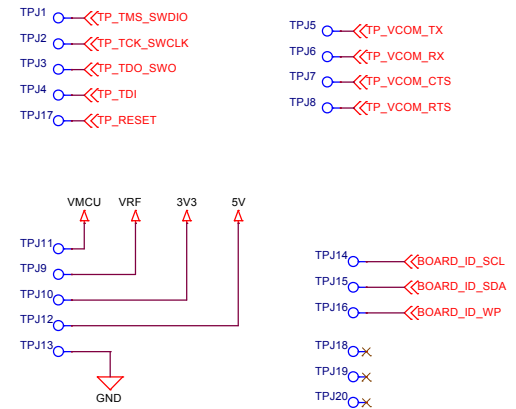 TPJ1 TP_TMS_SWDIO
TPJ2 TP_TCK_SWCLK
TPJ3 TP_TDO_SWO
TPJ4 TP_TDI
TPJ17 TP_RESET
TPJ5 TP_VCOM_TX
TPJ6 TP_VCOM_RX
TPJ7 TP_VCOM_CTS
TPJ8 TP_VCOM_RTS
VMCU VRF 3V3 5V
TPJ11
TPJ9
TPJ10
TPJ12
TPJ13
GND
TPJ14 BOARD_ID_SCL
TPJ15 BOARD_ID_SDA
TPJ16 BOARD_ID_WP
TPJ18
TPJ19
TPJ20